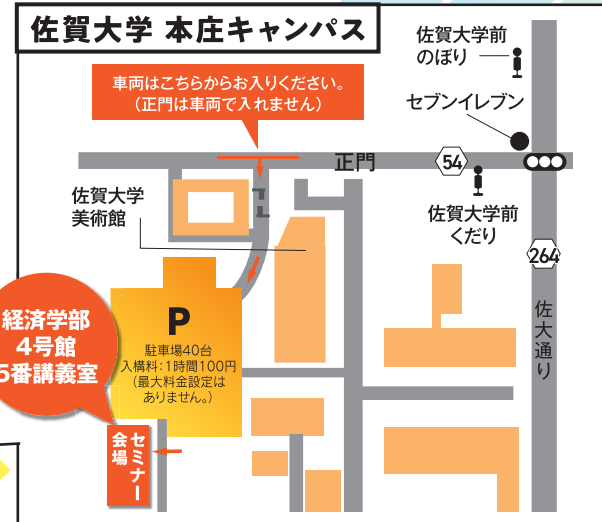 佐賀大学 本庄キャンパス
車両はこちらからお入りください。
（正門は車両で入れません）
佐賀大学前
のぼり
セブンイレブン
正門
54
佐賀大学
美術館
佐賀大学前
くだり
264
佐大通り
経済学部
4号館
5番講義室
P
駐車場40台
入構料：1時間100円
（最大料金設定は
ありません。）
セミナー
会場